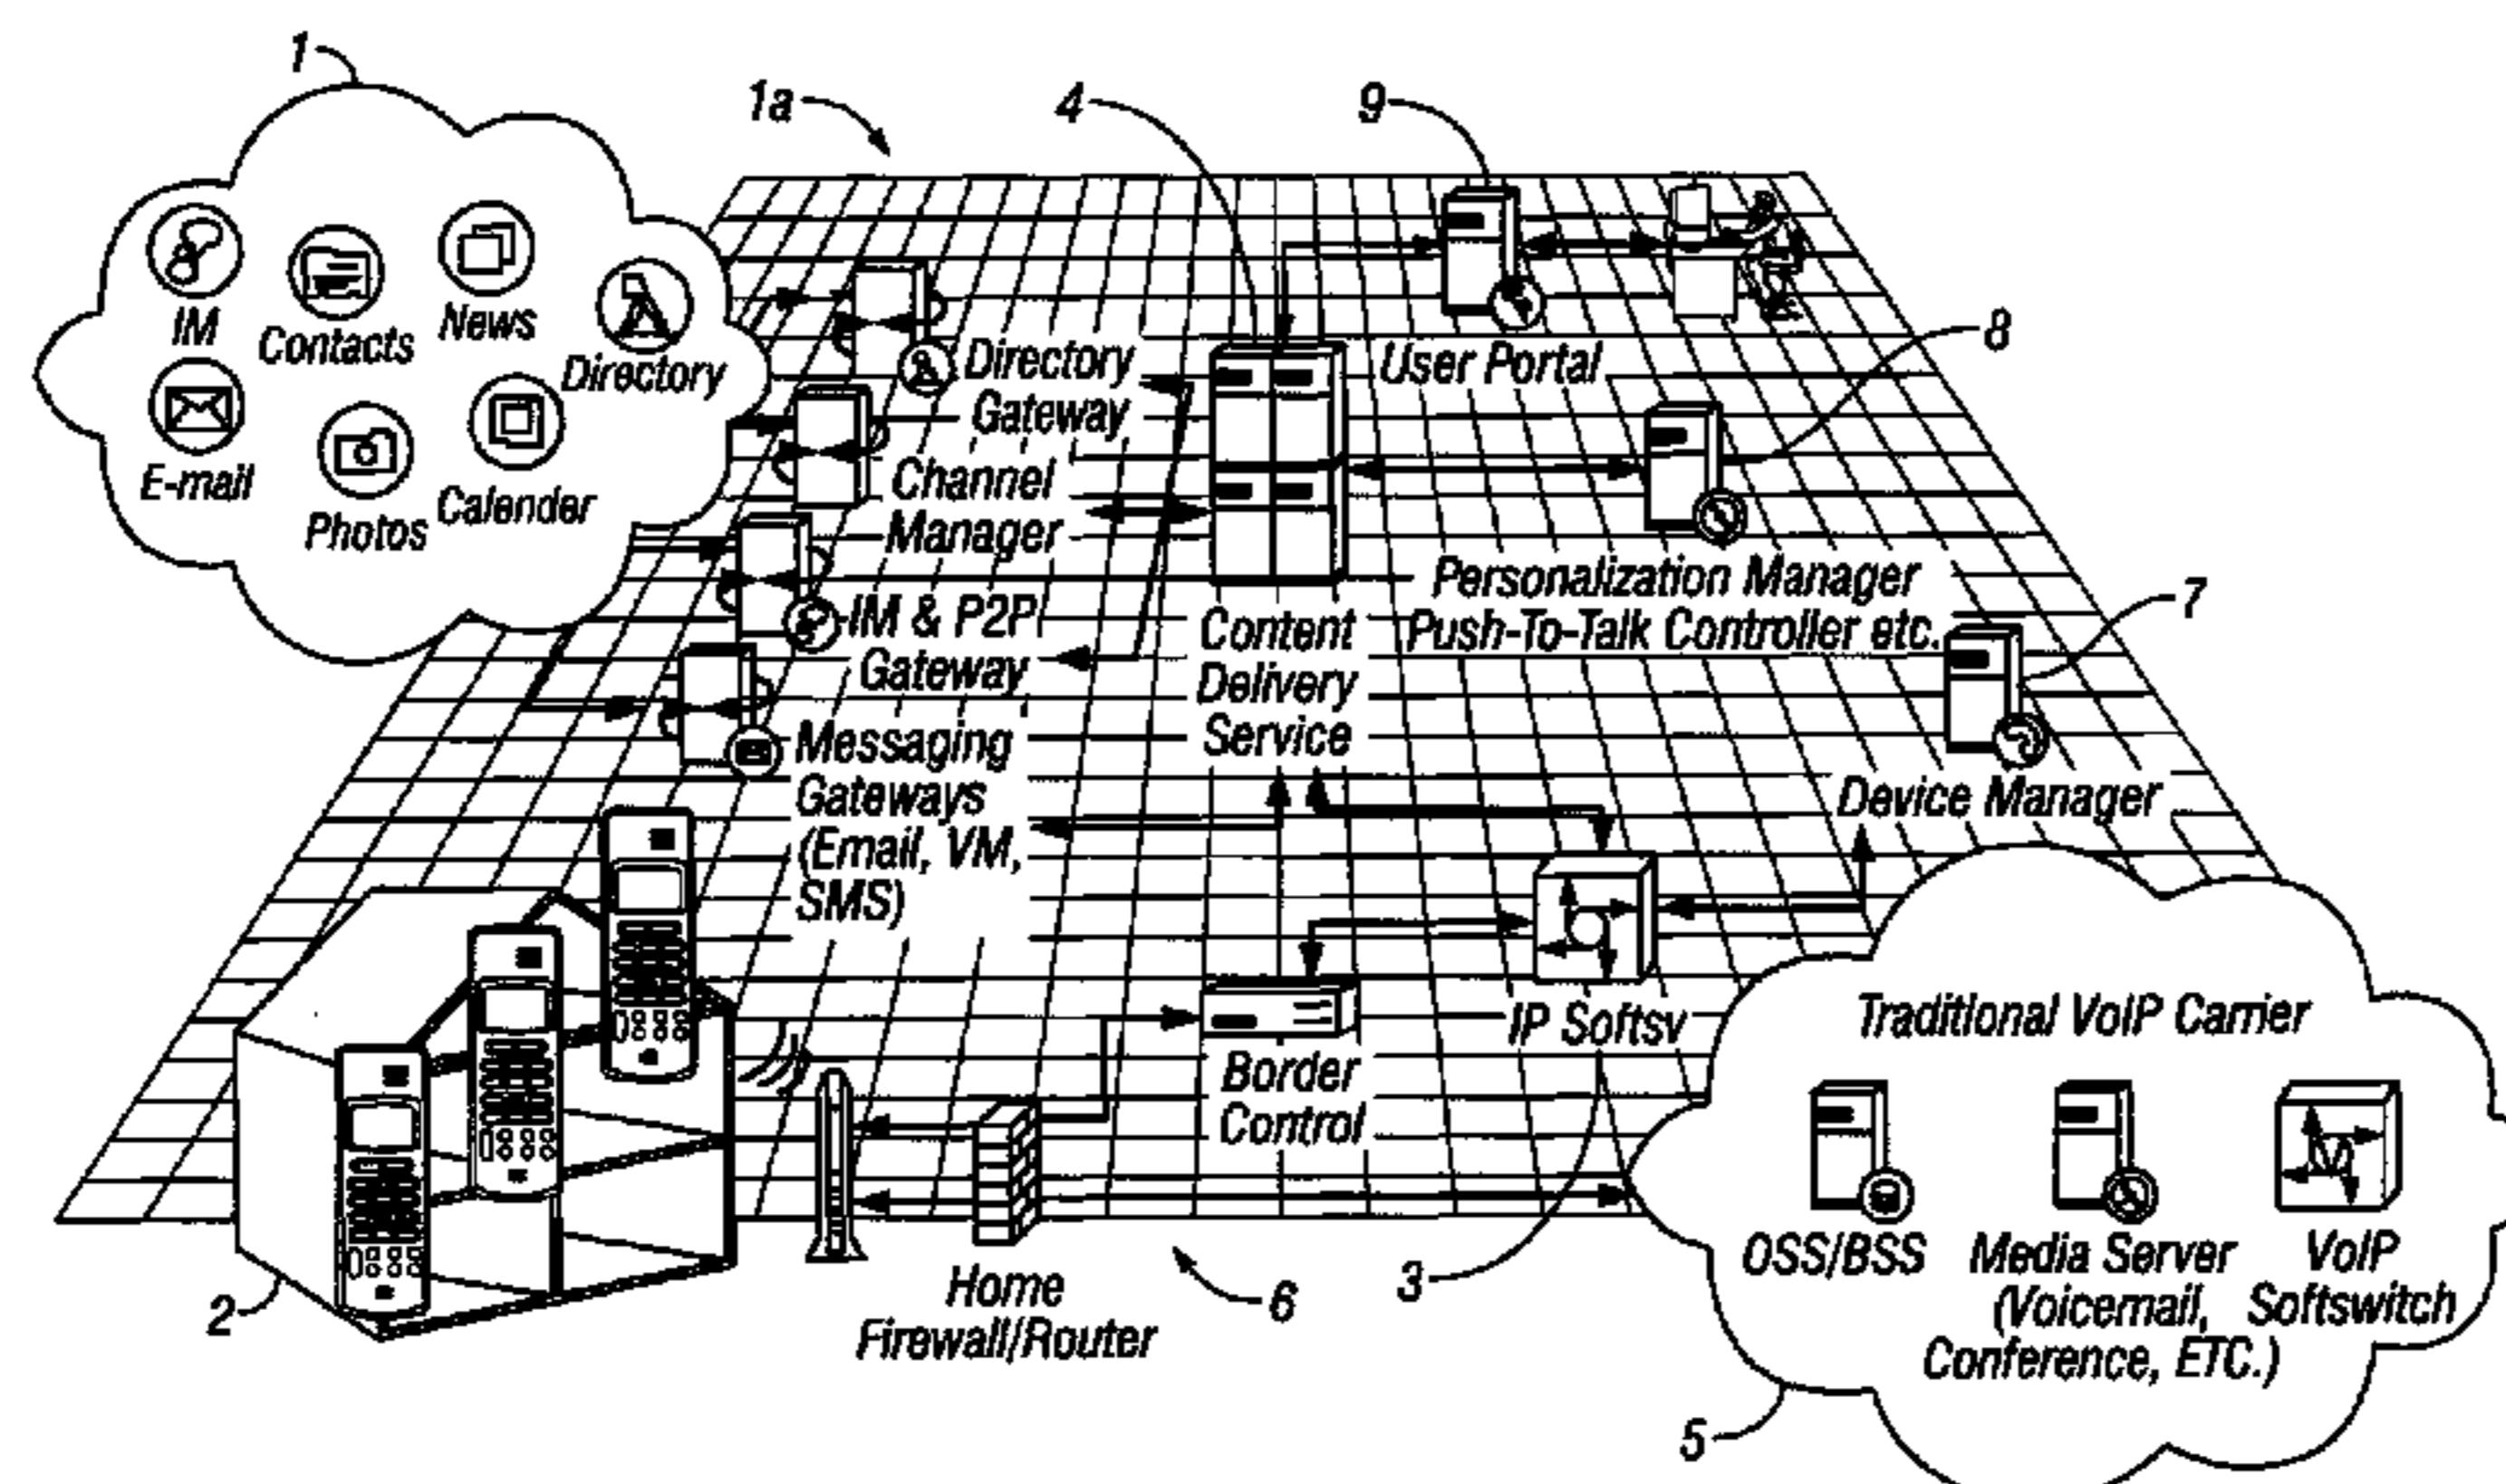 1
1a
4
9
IM
Contacts
News
Directory
E-mail
Photos
Calender
Directory
Gateway
Channel
Manager
IM & P2P
Gateway
Messaging
Gateways
(Email, VM,
SMS)
User Portal
8
Personalization Manager
Push-To-Talk Controller etc.
7
Content
Delivery
Service
Device Manager
IP Softsv
Border
Control
Traditional VoIP Carrier
OSS/BSS
Media Server
(Voicemail,
Conference, ETC.)
VoIP
Softswitch
2
Home
Firewall/Router
6
3
5